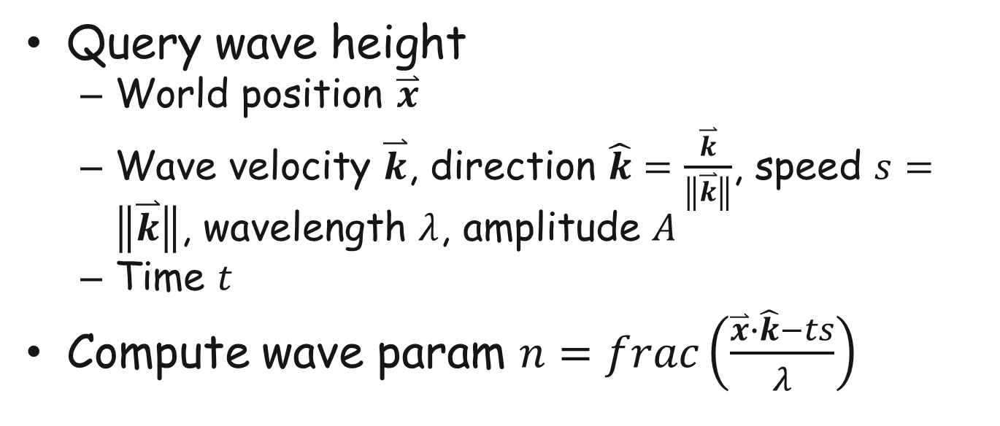 • Query wave height
– World position $\vec{\boldsymbol{x}}$
– Wave velocity $\vec{\boldsymbol{k}}$, direction $\hat{\boldsymbol{k}} = \frac{\vec{\boldsymbol{k}}}{\|\vec{\boldsymbol{k}}\|}$, speed $s =$
$\|\vec{\boldsymbol{k}}\|$, wavelength $\lambda$, amplitude $A$
– Time $t$
• Compute wave param $n = frac\left(\frac{\vec{\boldsymbol{x}}\cdot\hat{\boldsymbol{k}}-ts}{\lambda}\right)$